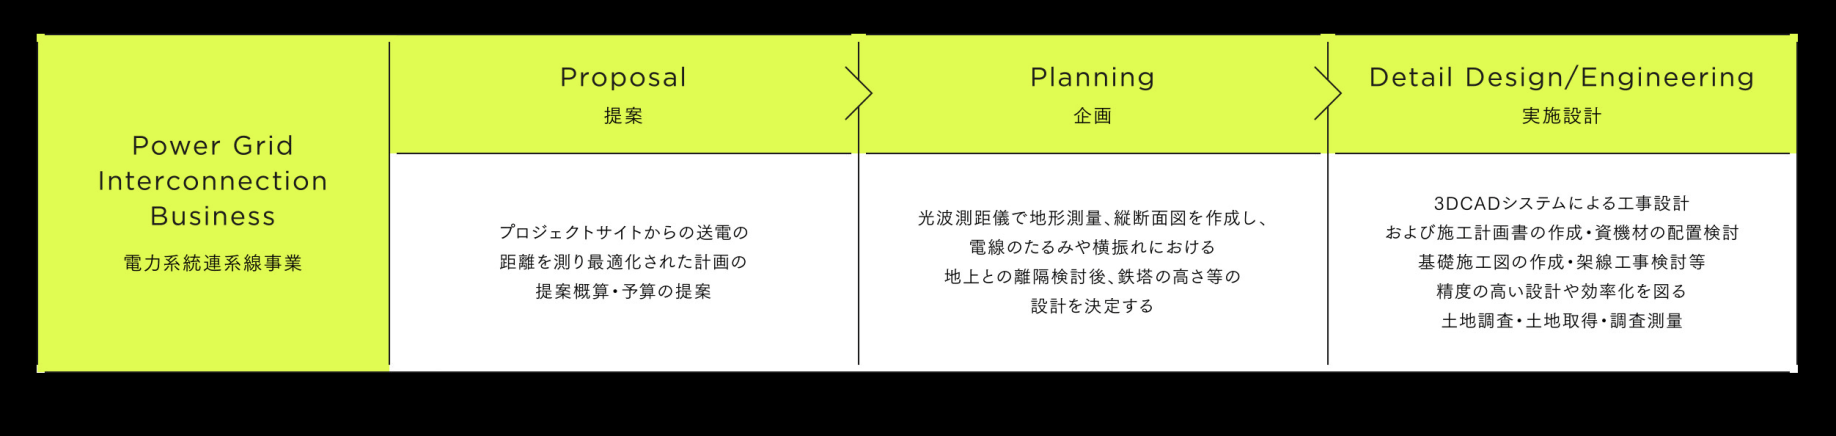 Power Grid
Interconnection
Business
電力系統連系線事業
Proposal
提案
プロジェクトサイトからの送電の
距離を測り最適化された計画の
提案概算・予算の提案
Planning
企画
光波測距儀で地形測量、縦断面図を作成し、
電線のたるみや横振れにおける
地上との離隔検討後、鉄塔の高さ等の
設計を決定する
Detail Design/Engineering
実施設計
3DCADシステムによる工事設計
および施工計画書の作成・資機材の配置検討
基礎施工図の作成・架線工事検討等
精度の高い設計や効率化を図る
土地調査・土地取得・調査測量